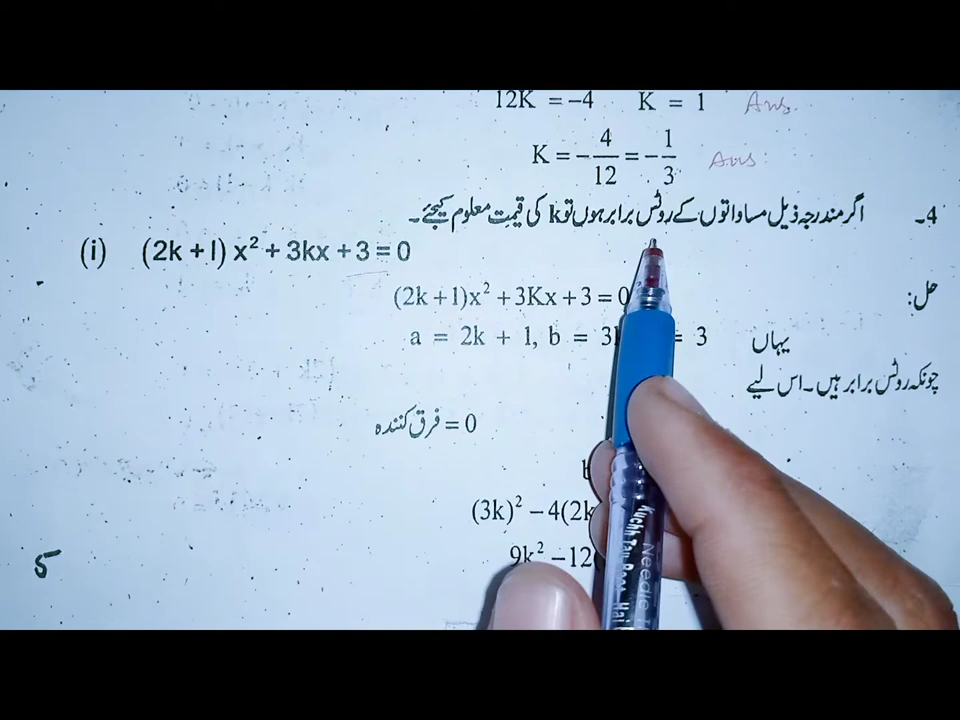 12K = −4 K = 1 Ans.
K = −4/12 = −1/3 Ans.
4۔ اگر مندرجہ ذیل مساواتوں کے روٹس برابر ہوں تو k کی قیمت معلوم کیجئے۔
(i) (2k + 1) x² + 3kx + 3 = 0
حل: (2k + 1)x² + 3Kx + 3 = 0
یہاں a = 2k + 1, b = 3 = 3
چونکہ روٹس برابر ہیں۔ اس لیے
فرق کنندہ = 0
b
(3k)² − 4(2k
9k² − 12
5
Needle